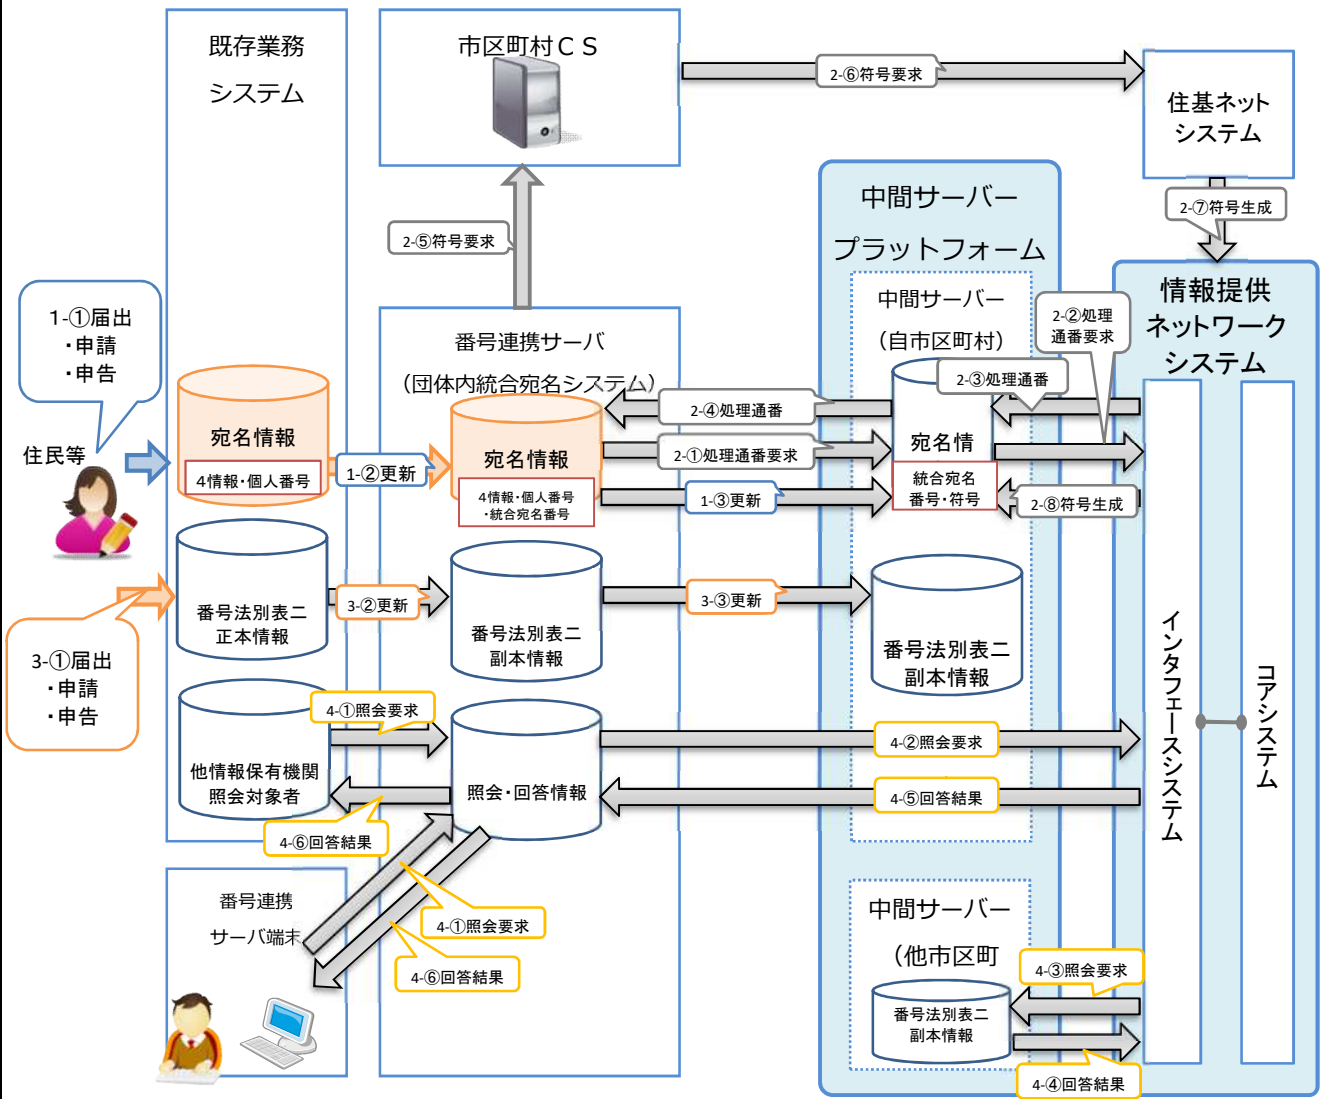 既存業務
システム
市区町村ＣＳ
2-⑥符号要求
住基ネット
システム
2-⑦符号生成
2-⑤符号要求
中間サーバー
プラットフォーム
中間サーバー
（自市区町村）
情報提供
ネットワーク
システム
2-②処理
通番要求
1-①届出
・申請
・申告
住民等
番号連携サーバ
（団体内統合宛名システム）
宛名情報
4情報・個人番号
1-②更新
宛名情報
4情報・個人番号
・統合宛名番号
2-④処理通番
2-①処理通番要求
1-③更新
2-③処理通番
宛名情
統合宛名
番号・符号
2-⑧符号生成
3-①届出
・申請
・申告
番号法別表二
正本情報
3-②更新
番号法別表二
副本情報
3-③更新
番号法別表二
副本情報
他情報保有機関
照会対象者
4-①照会要求
照会・回答情報
4-②照会要求
4-⑤回答結果
4-⑥回答結果
インタフェースシステム
コアシステム
番号連携
サーバ端末
4-①照会要求
4-⑥回答結果
中間サーバー
（他市区町
番号法別表二
副本情報
4-③照会要求
4-④回答結果